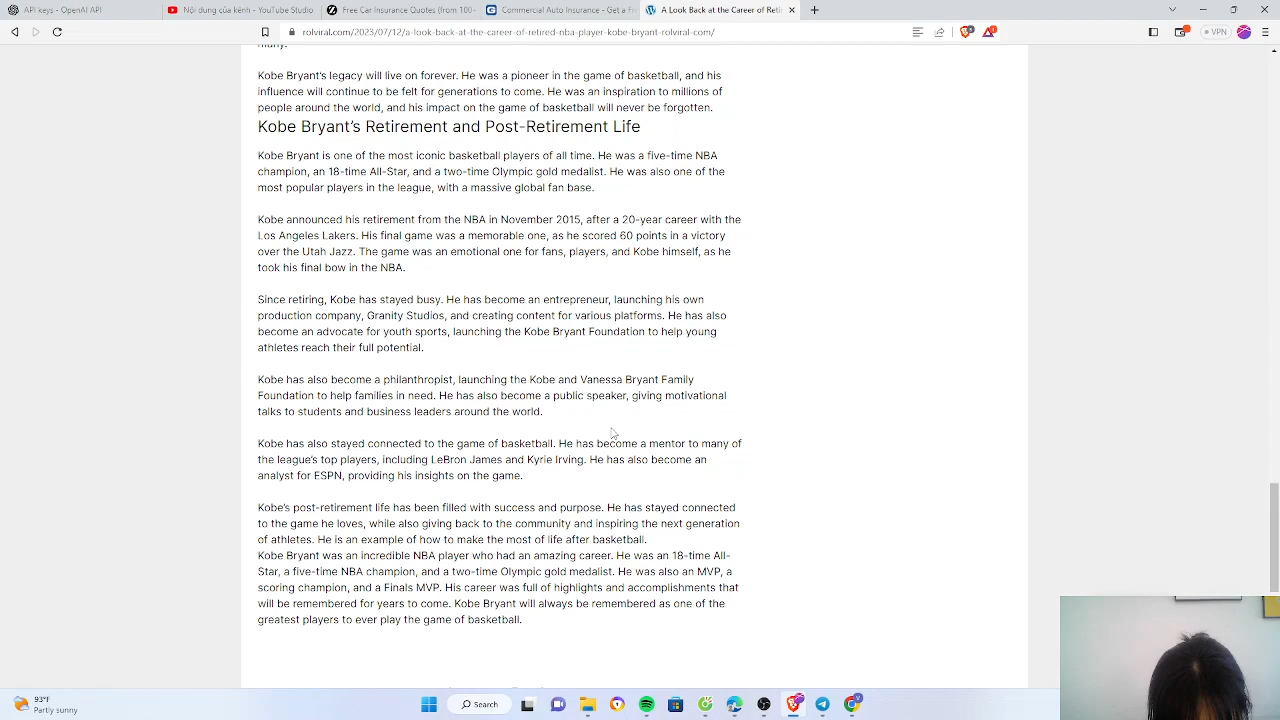 API keys - OpenAI API
Nội dung của kênh - YouTube Studio
Free Car Insurance Quotes (from 100+
Commercial Auto Insurance - Get a Fr
A Look Back at the Career of Retir
rolviral.com/2023/07/12/a-look-back-at-the-career-of-retired-nba-player-kobe-bryant-rolviral-com/
VPN
many.
Kobe Bryant's legacy will live on forever. He was a pioneer in the game of basketball, and his
influence will continue to be felt for generations to come. He was an inspiration to millions of
people around the world, and his impact on the game of basketball will never be forgotten.
Kobe Bryant's Retirement and Post-Retirement Life
Kobe Bryant is one of the most iconic basketball players of all time. He was a five-time NBA
champion, an 18-time All-Star, and a two-time Olympic gold medalist. He was also one of the
most popular players in the league, with a massive global fan base.
Kobe announced his retirement from the NBA in November 2015, after a 20-year career with the
Los Angeles Lakers. His final game was a memorable one, as he scored 60 points in a victory
over the Utah Jazz. The game was an emotional one for fans, players, and Kobe himself, as he
took his final bow in the NBA.
Since retiring, Kobe has stayed busy. He has become an entrepreneur, launching his own
production company, Granity Studios, and creating content for various platforms. He has also
become an advocate for youth sports, launching the Kobe Bryant Foundation to help young
athletes reach their full potential.
Kobe has also become a philanthropist, launching the Kobe and Vanessa Bryant Family
Foundation to help families in need. He has also become a public speaker, giving motivational
talks to students and business leaders around the world.
Kobe has also stayed connected to the game of basketball. He has become a mentor to many of
the league's top players, including LeBron James and Kyrie Irving. He has also become an
analyst for ESPN, providing his insights on the game.
Kobe's post-retirement life has been filled with success and purpose. He has stayed connected
to the game he loves, while also giving back to the community and inspiring the next generation
of athletes. He is an example of how to make the most of life after basketball.
Kobe Bryant was an incredible NBA player who had an amazing career. He was an 18-time All-
Star, a five-time NBA champion, and a two-time Olympic gold medalist. He was also an MVP, a
scoring champion, and a Finals MVP. His career was full of highlights and accomplishments that
will be remembered for years to come. Kobe Bryant will always be remembered as one of the
greatest players to ever play the game of basketball.
93°F
Partly sunny
Search